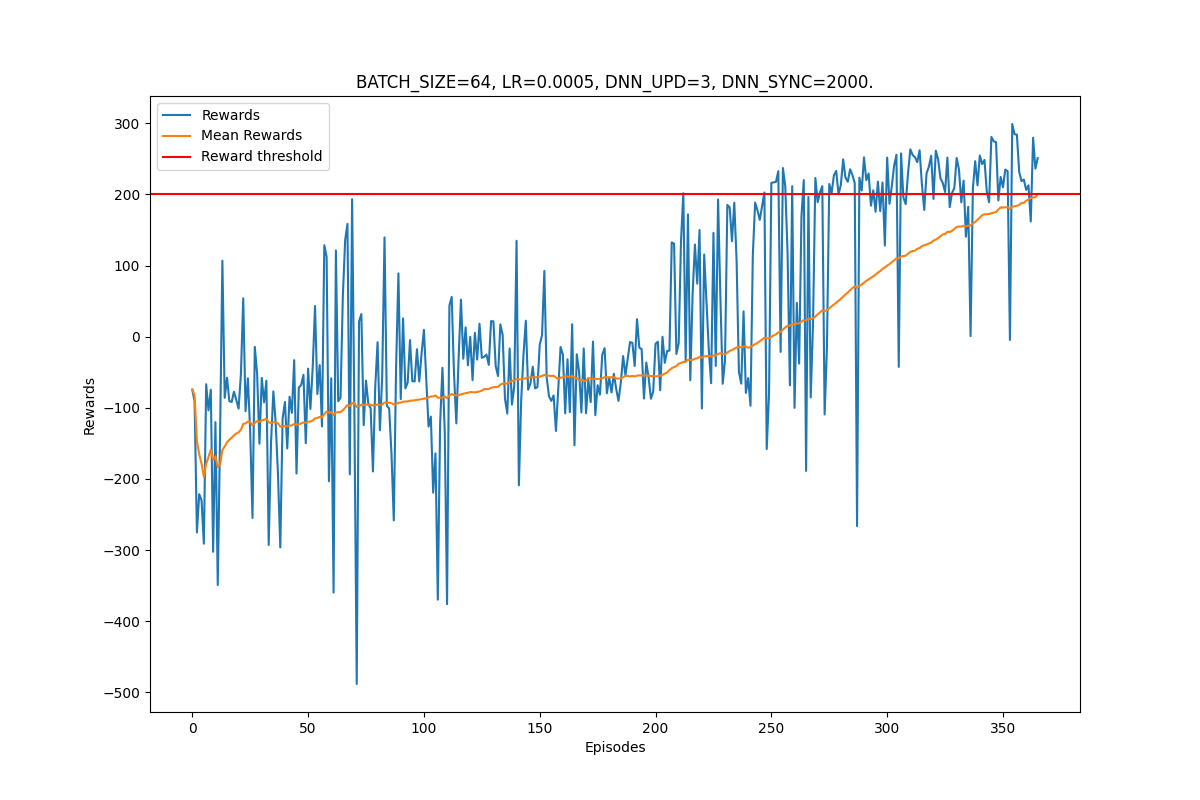 BATCH_SIZE=64, LR=0.0005, DNN_UPD=3, DNN_SYNC=2000.
Rewards
Mean Rewards
Reward threshold
300
200
100
0
−100
−200
−300
−400
−500
Rewards
0 50 100 150 200 250 300 350
Episodes